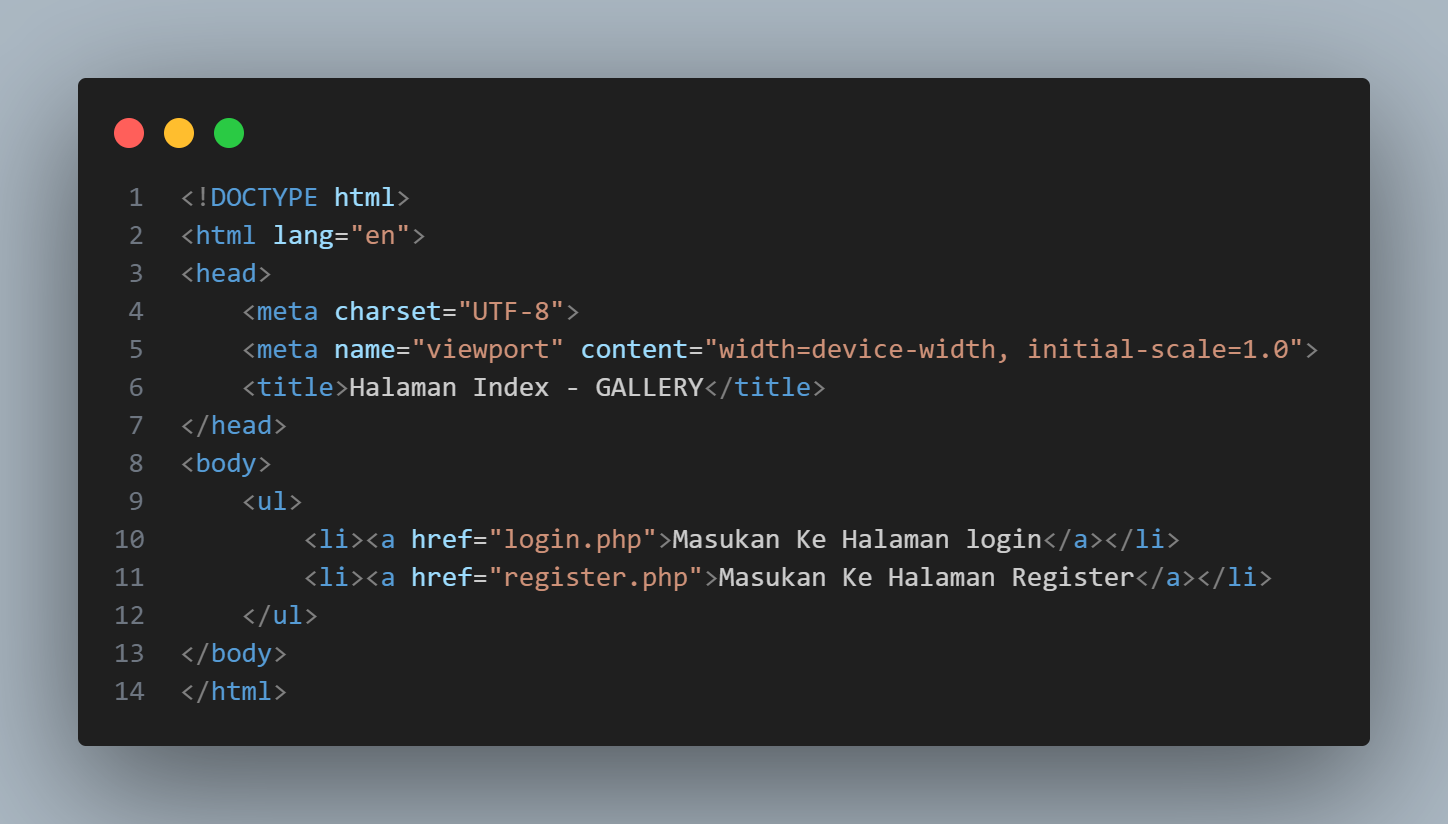 1 <!DOCTYPE html>
2 <html lang="en">
3 <head>
4     <meta charset="UTF-8">
5     <meta name="viewport" content="width=device-width, initial-scale=1.0">
6     <title>Halaman Index - GALLERY</title>
7 </head>
8 <body>
9     <ul>
10         <li><a href="login.php">Masukan Ke Halaman login</a></li>
11         <li><a href="register.php">Masukan Ke Halaman Register</a></li>
12     </ul>
13 </body>
14 </html>